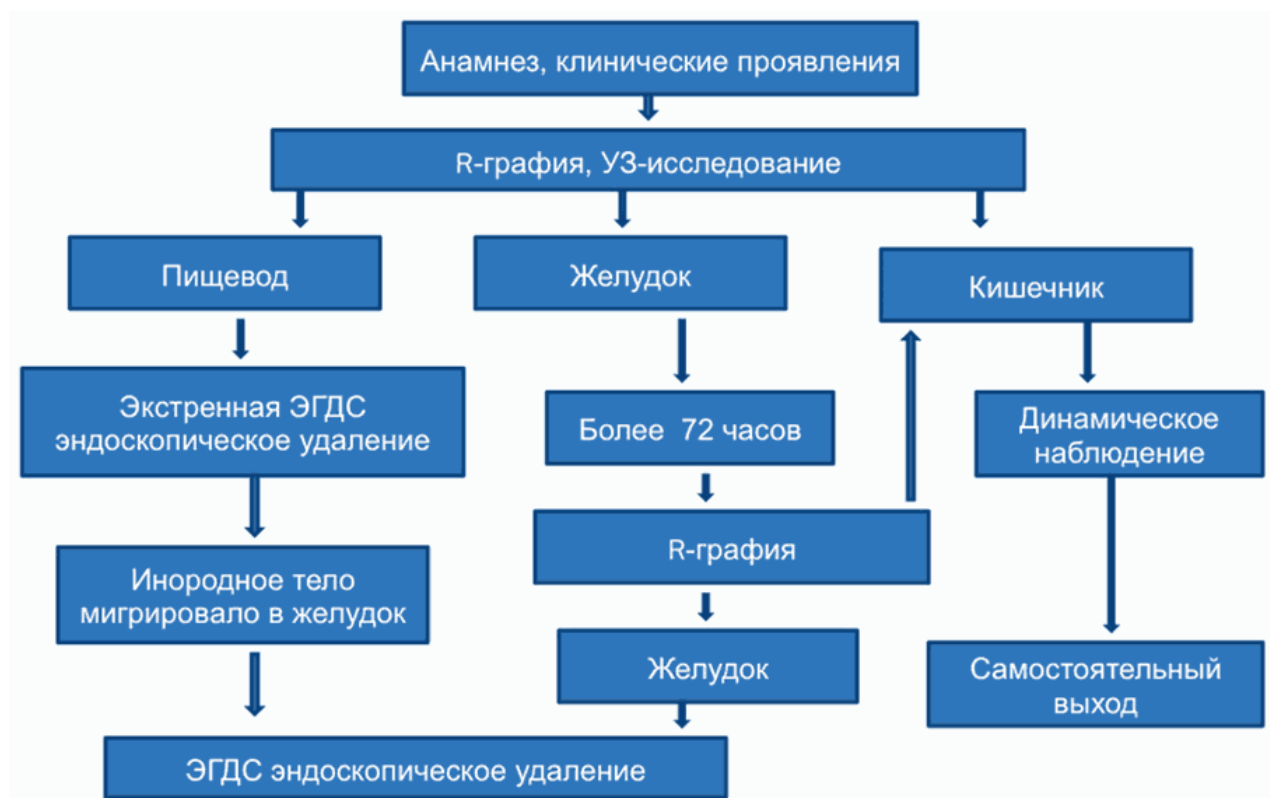 Анамнез, клинические проявления
R-графия, УЗ-исследование
Пищевод
Желудок
Кишечник
Экстренная ЭГДС
эндоскопическое удаление
Более 72 часов
Динамическое
наблюдение
R-графия
Инородное тело
мигрировало в желудок
Желудок
Самостоятельный
выход
ЭГДС эндоскопическое удаление